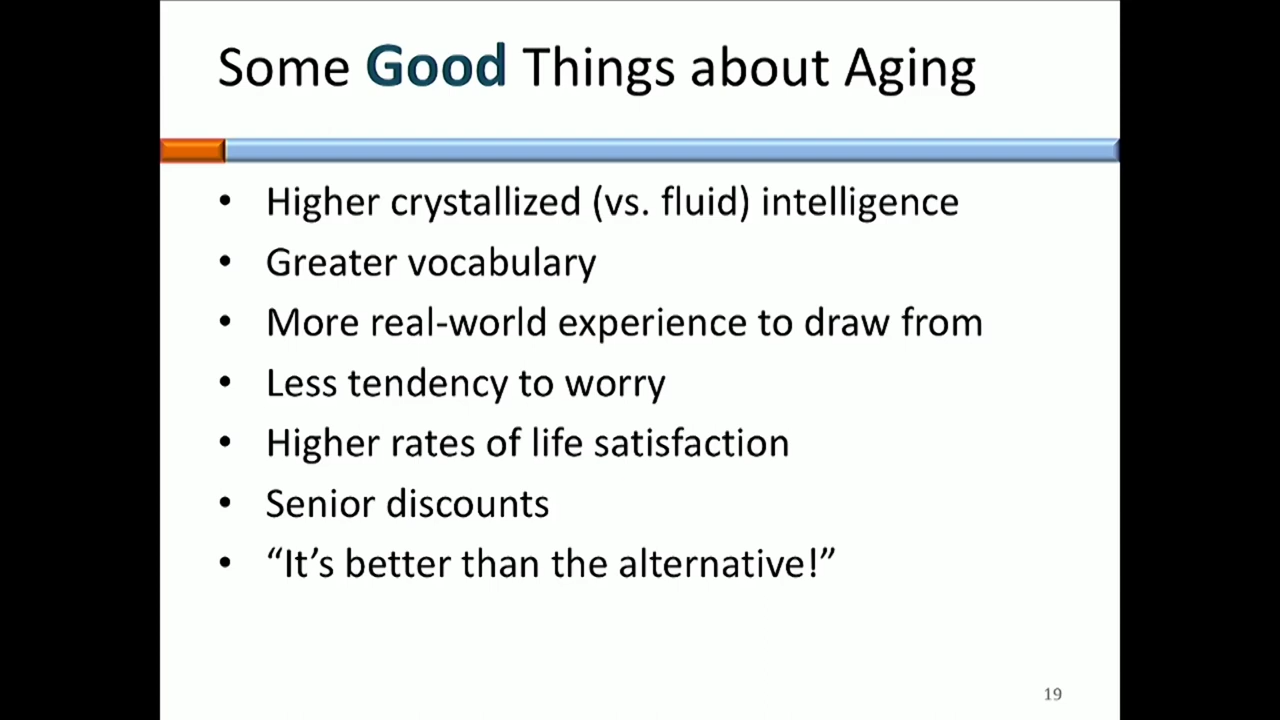 Some Good Things about Aging
• Higher crystallized (vs. fluid) intelligence
• Greater vocabulary
• More real-world experience to draw from
• Less tendency to worry
• Higher rates of life satisfaction
• Senior discounts
• “It’s better than the alternative!”
19